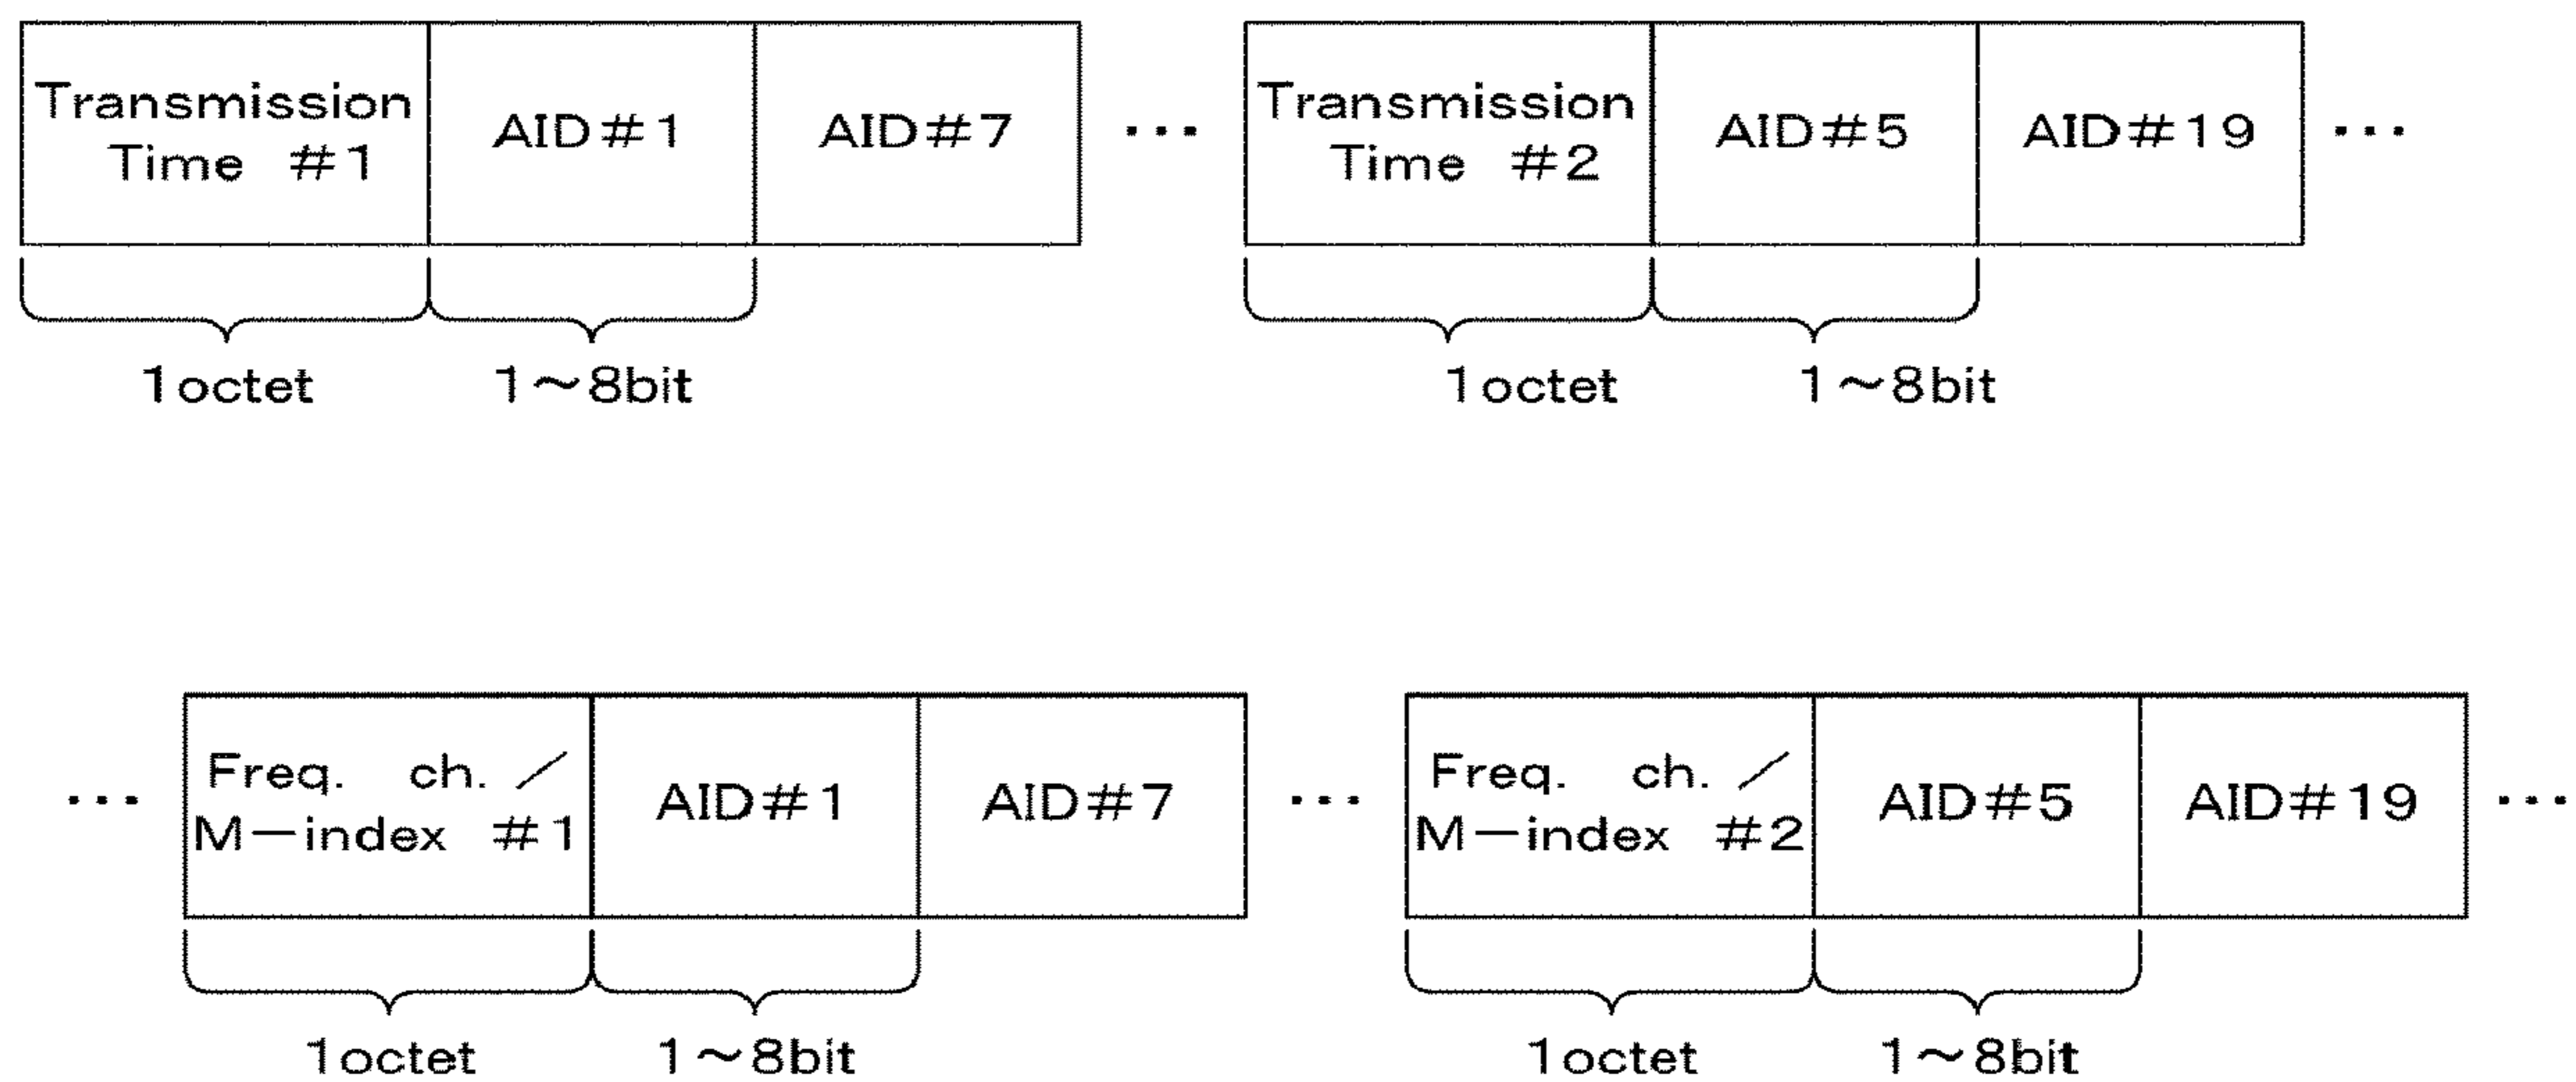 Transmission
Time #1
AID#1
AID#7
...
Transmission
Time #2
AID#5
AID#19
...
1octet
1~8bit
1octet
1~8bit
...
Freq. ch./
M-index #1
AID#1
AID#7
...
Freq. ch./
M-index #2
AID#5
AID#19
...
1octet
1~8bit
1octet
1~8bit